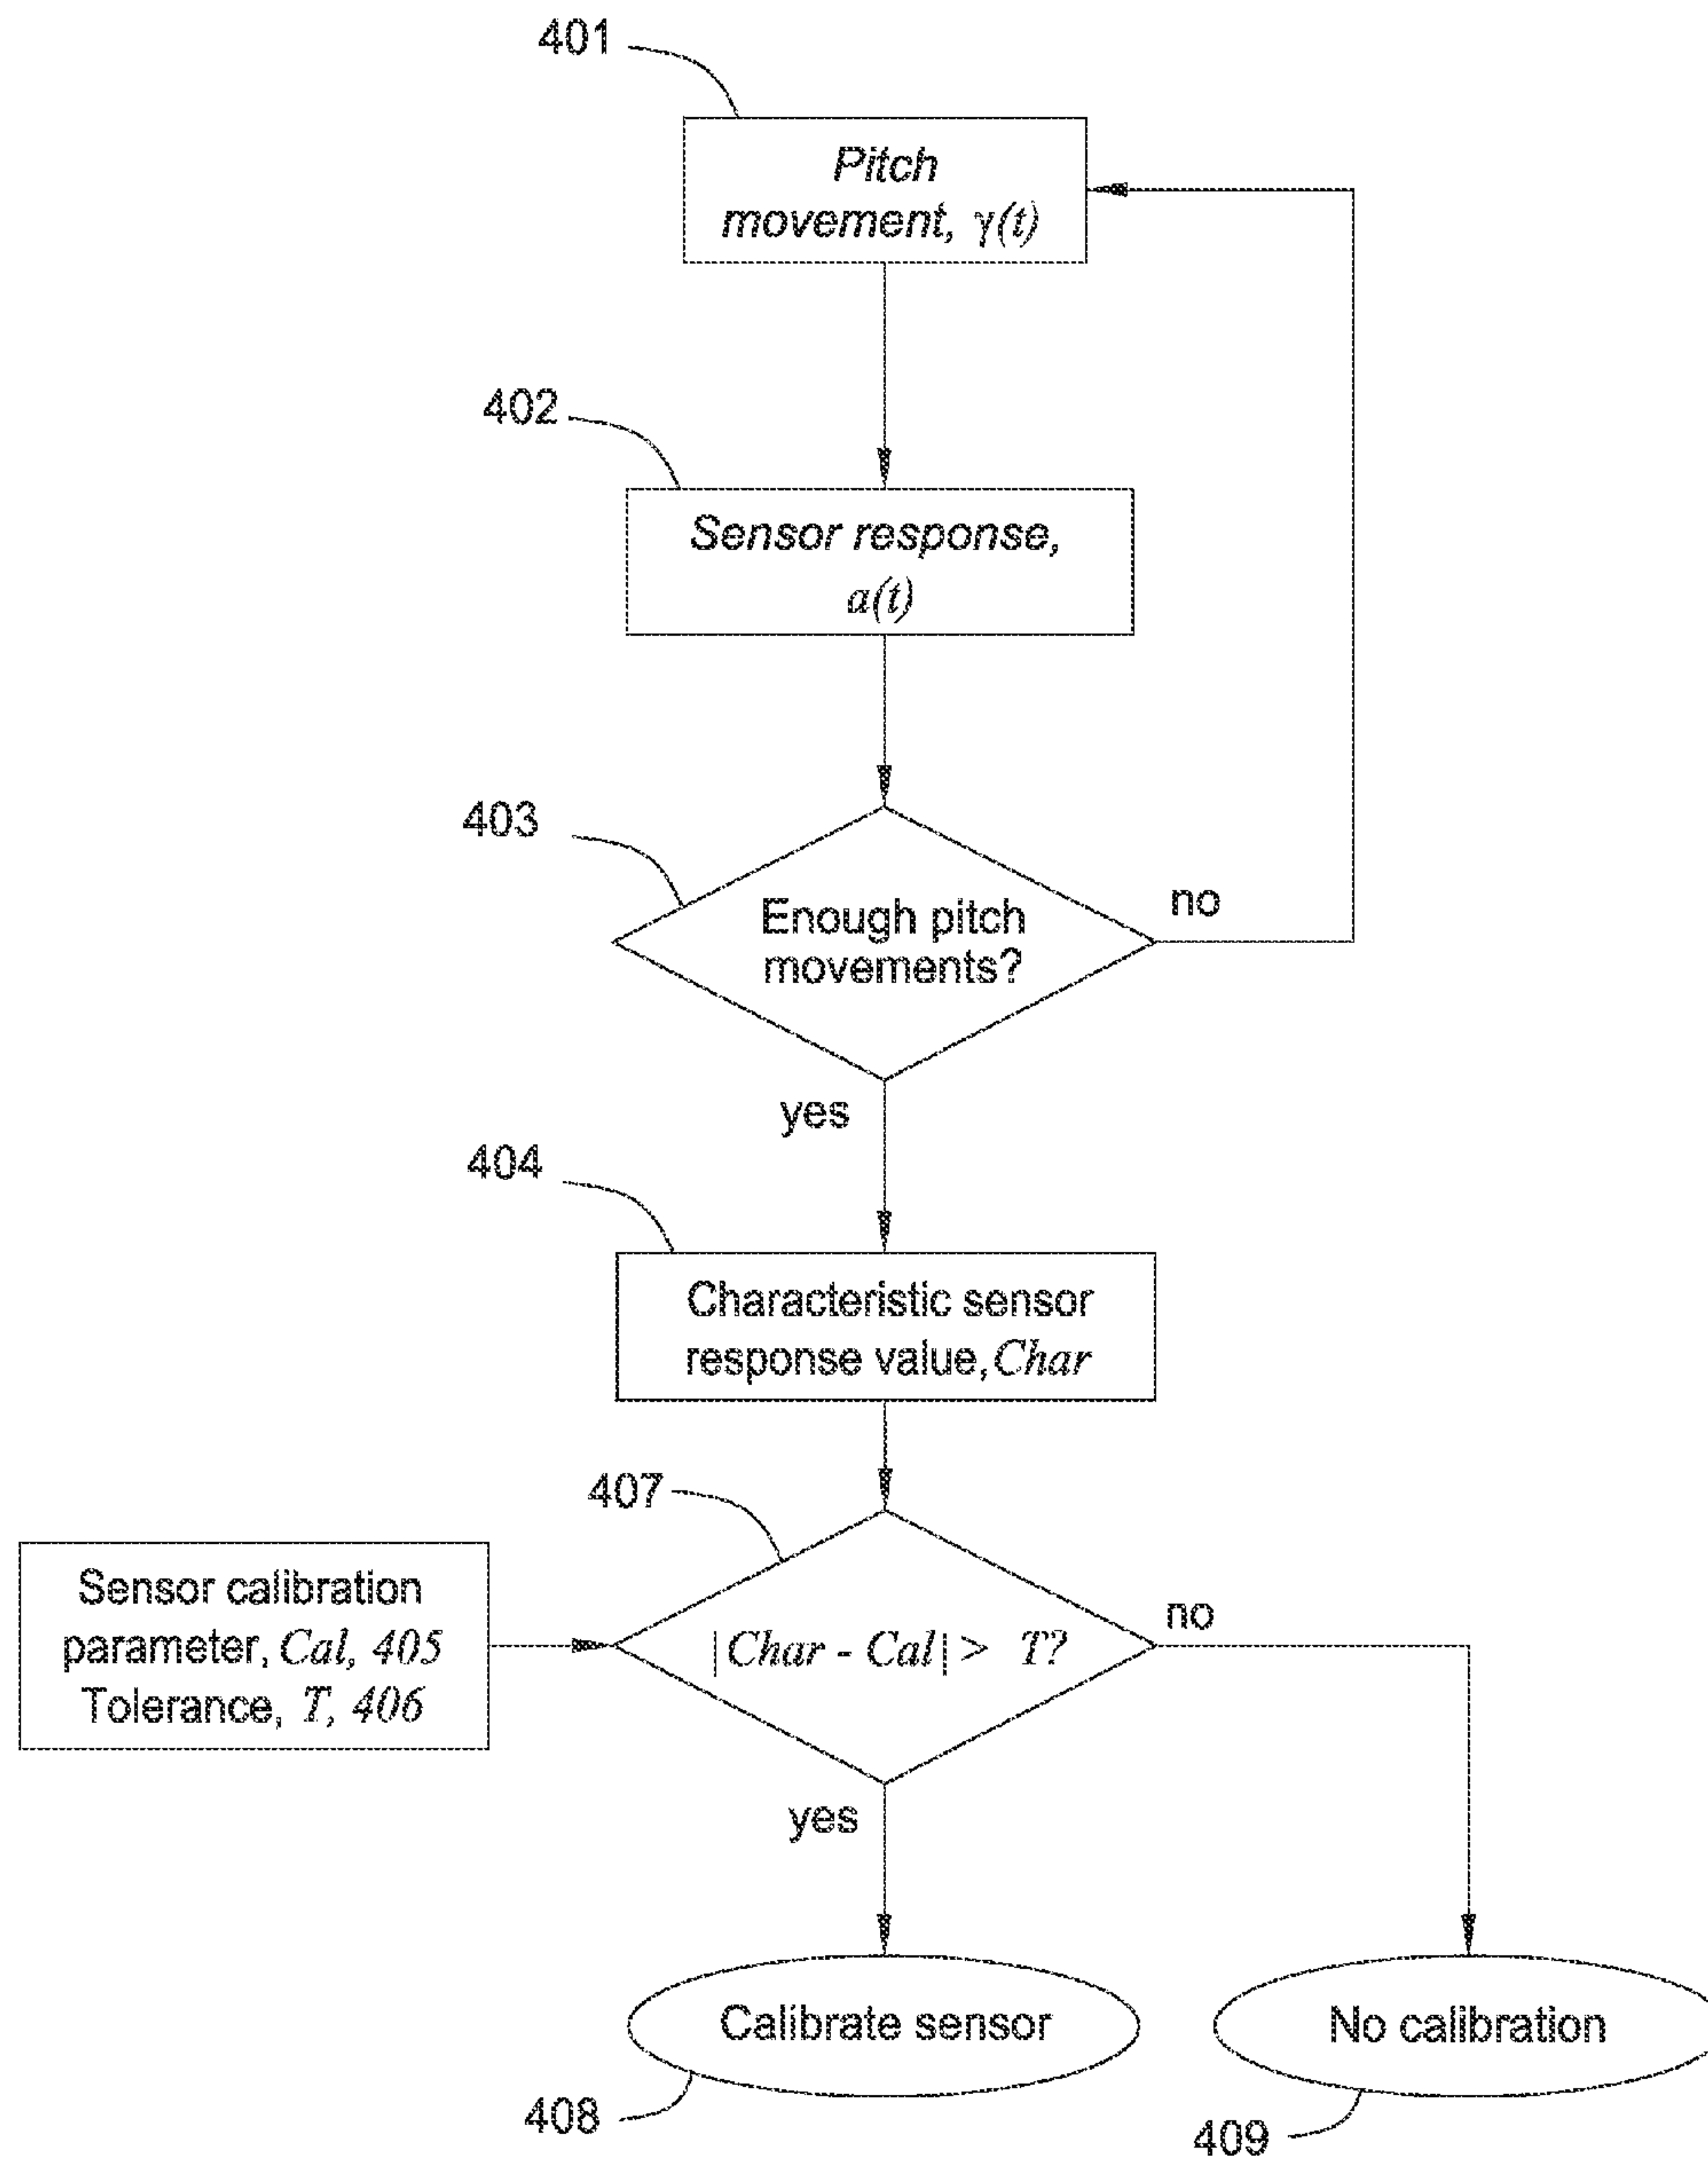 401
Pitch
movement, γ(t)
402
Sensor response,
a(t)
403
Enough pitch
movements?
no
yes
404
Characteristic sensor
response value, Char
407
Sensor calibration
parameter, Cal, 405
Tolerance, T, 406
|Char - Cal| > T?
no
yes
Calibrate sensor
No calibration
408
409